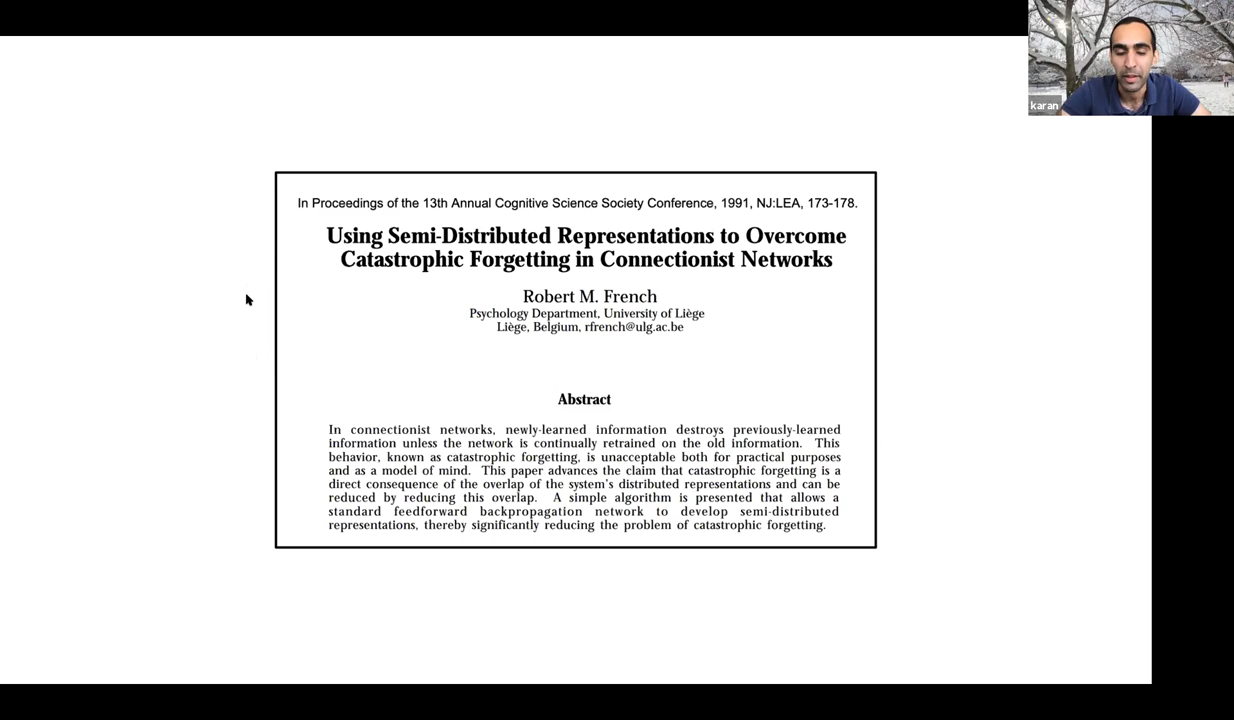 karan
In Proceedings of the 13th Annual Cognitive Science Society Conference, 1991, NJ:LEA, 173-178.
Using Semi-Distributed Representations to Overcome
Catastrophic Forgetting in Connectionist Networks
Robert M. French
Psychology Department, University of Liège
Liège, Belgium, rfrench@ulg.ac.be
Abstract
In connectionist networks, newly-learned information destroys previously-learned
information unless the network is continually retrained on the old information. This
behavior, known as catastrophic forgetting, is unacceptable both for practical purposes
and as a model of mind. This paper advances the claim that catastrophic forgetting is a
direct consequence of the overlap of the system's distributed representations and can be
reduced by reducing this overlap. A simple algorithm is presented that allows a
standard feedforward backpropagation network to develop semi-distributed
representations, thereby significantly reducing the problem of catastrophic forgetting.